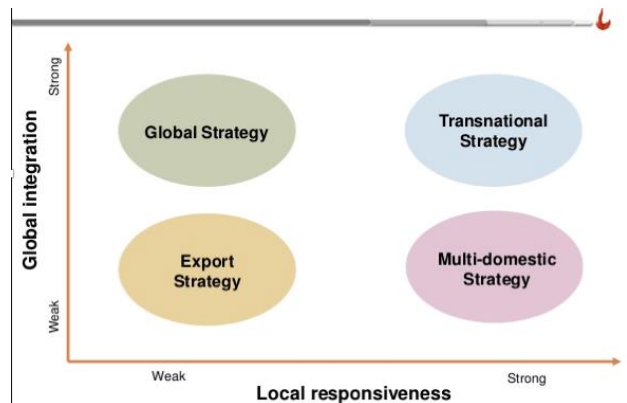 Strong
Global integration
Weak
Global Strategy
Transnational
Strategy
Export
Strategy
Multi-domestic
Strategy
Weak
Strong
Local responsiveness